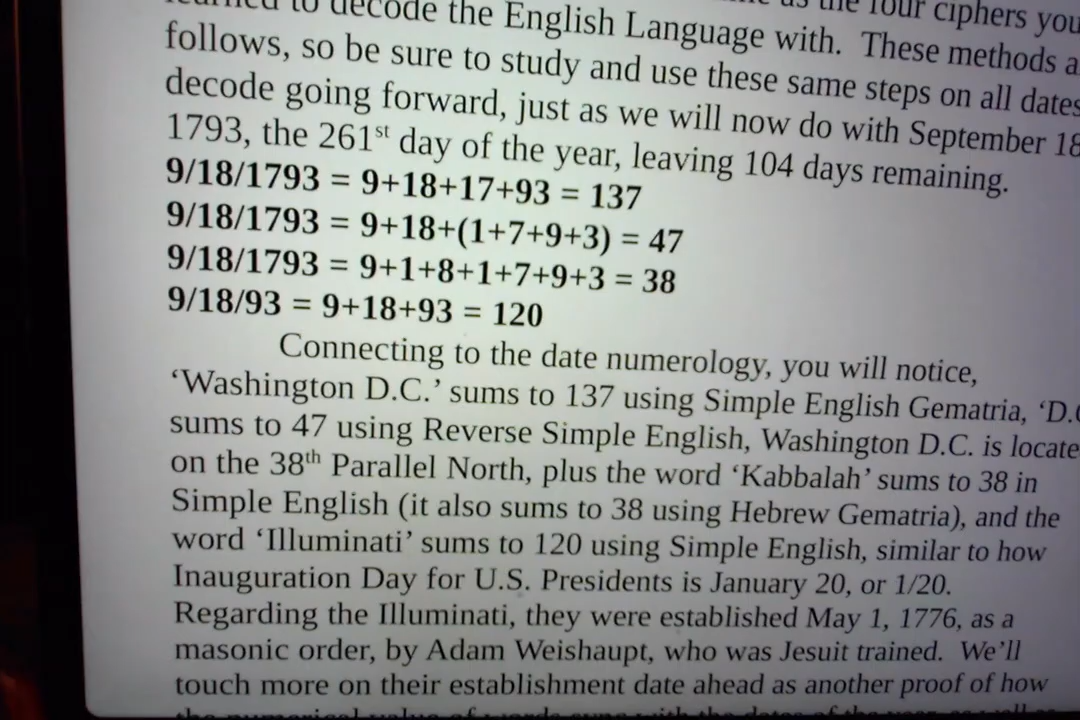 to decode the English Language with. These methods
follows, so be sure to study and use these same steps on all dates
decode going forward, just as we will now do with September 18
1793, the 261st day of the year, leaving 104 days remaining.
9/18/1793 = 9+18+17+93 = 137
9/18/1793 = 9+18+(1+7+9+3) = 47
9/18/1793 = 9+1+8+1+7+9+3 = 38
9/18/93 = 9+18+93 = 120
Connecting to the date numerology, you will notice,
‘Washington D.C.’ sums to 137 using Simple English Gematria,
sums to 47 using Reverse Simple English, Washington D.C. is locate
on the 38th Parallel North, plus the word ‘Kabbalah’ sums to 38 in
Simple English (it also sums to 38 using Hebrew Gematria), and the
word ‘Illuminati’ sums to 120 using Simple English, similar to how
Inauguration Day for U.S. Presidents is January 20, or 1/20.
Regarding the Illuminati, they were established May 1, 1776, as a
masonic order, by Adam Weishaupt, who was Jesuit trained. We’ll
touch more on their establishment date ahead as another proof of how